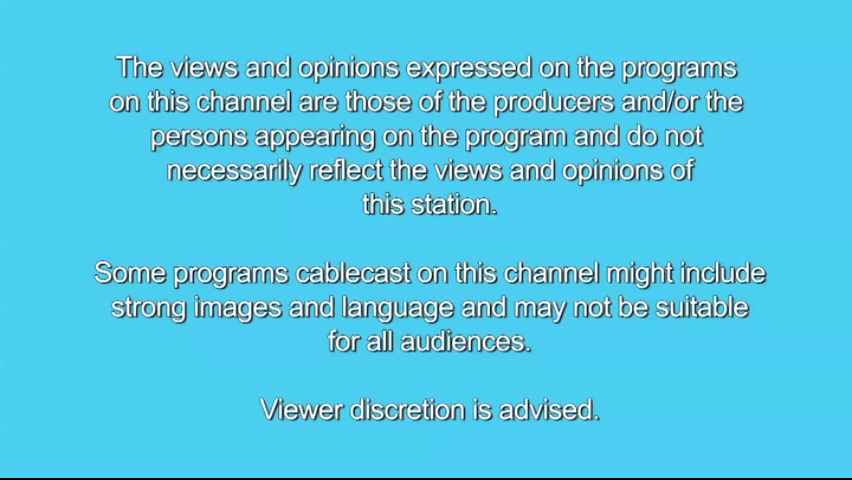 The views and opinions expressed on the programs
on this channel are those of the producers and/or the
persons appearing on the program and do not
necessarily reflect the views and opinions of
this station.
Some programs cablecast on this channel might include
strong images and language and may not be suitable
for all audiences.
Viewer discretion is advised.